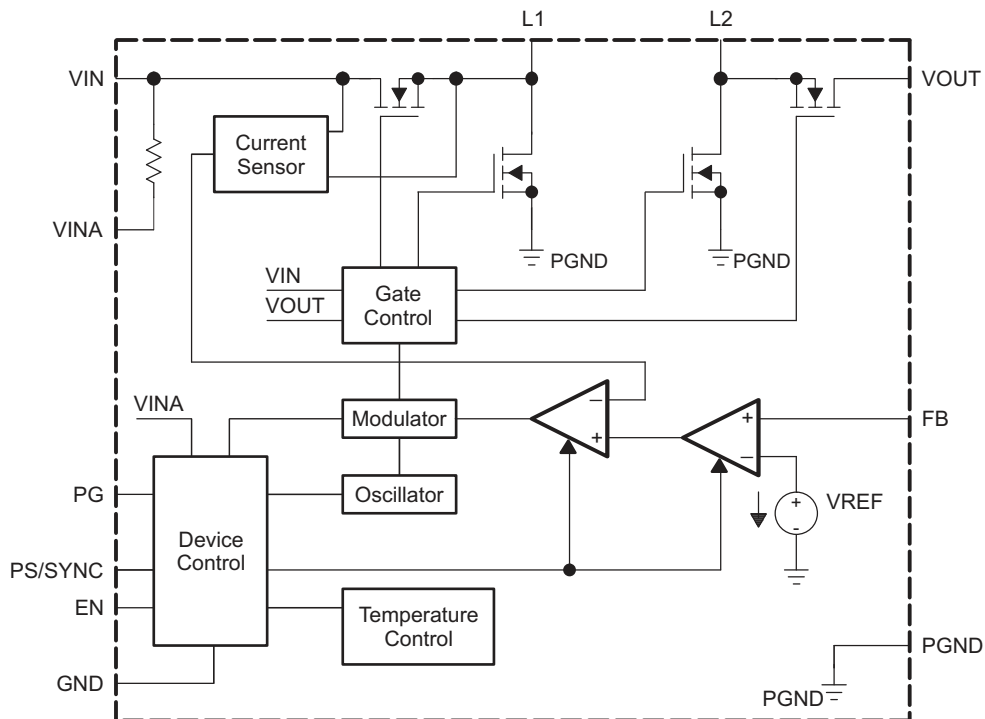 L1
L2
VIN
VOUT
Current
Sensor
VINA
PGND
PGND
VIN
VOUT
Gate
Control
VINA
Modulator
–
+
+
–
FB
PG
Oscillator
+
-
VREF
Device
Control
PS/SYNC
EN
Temperature
Control
PGND
GND
PGND